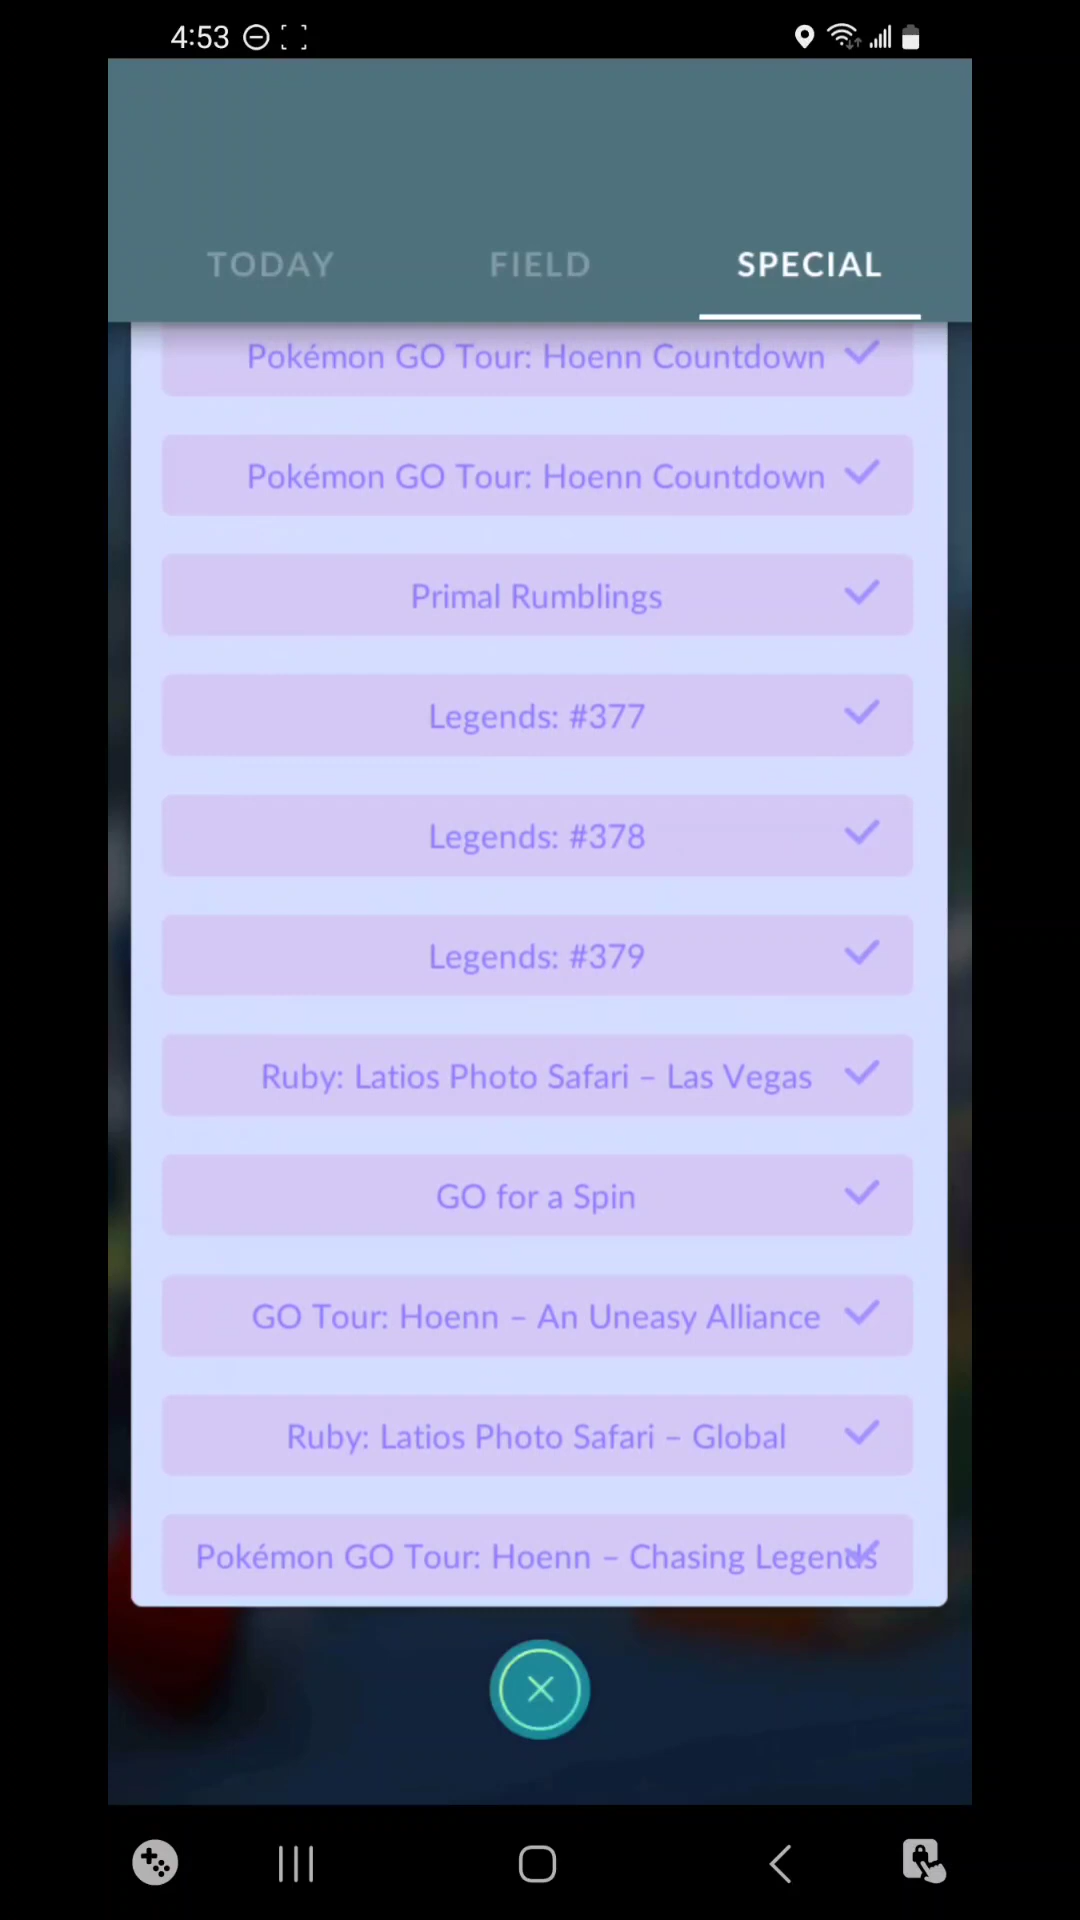 4:53
TODAY FIELD SPECIAL
Pokémon GO Tour: Hoenn Countdown
Pokémon GO Tour: Hoenn Countdown
Primal Rumblings
Legends: #377
Legends: #378
Legends: #379
Ruby: Latios Photo Safari – Las Vegas
GO for a Spin
GO Tour: Hoenn – An Uneasy Alliance
Ruby: Latios Photo Safari – Global
Pokémon GO Tour: Hoenn – Chasing Legends